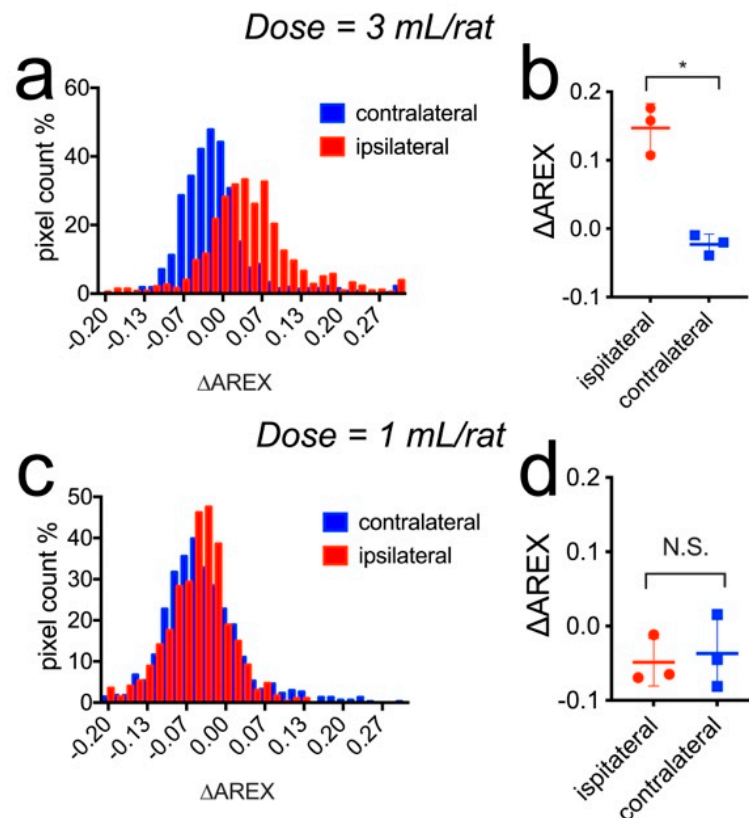 Dose = 3 mL/rat
a
60
40
20
0
pixel count %
contralateral
ipsilateral
-0.20
-0.13
-0.07
0.00
0.07
0.13
0.20
0.27
ΔAREX
b
*
0.2
0.1
0.0
-0.1
ΔAREX
ispitateral
contralateral
Dose = 1 mL/rat
c
50
40
30
20
10
0
pixel count %
contralateral
ipsilateral
-0.20
-0.13
-0.07
0.00
0.07
0.13
0.20
0.27
ΔAREX
d
N.S.
0.2
0.1
0.0
-0.1
ΔAREX
ispitateral
contralateral